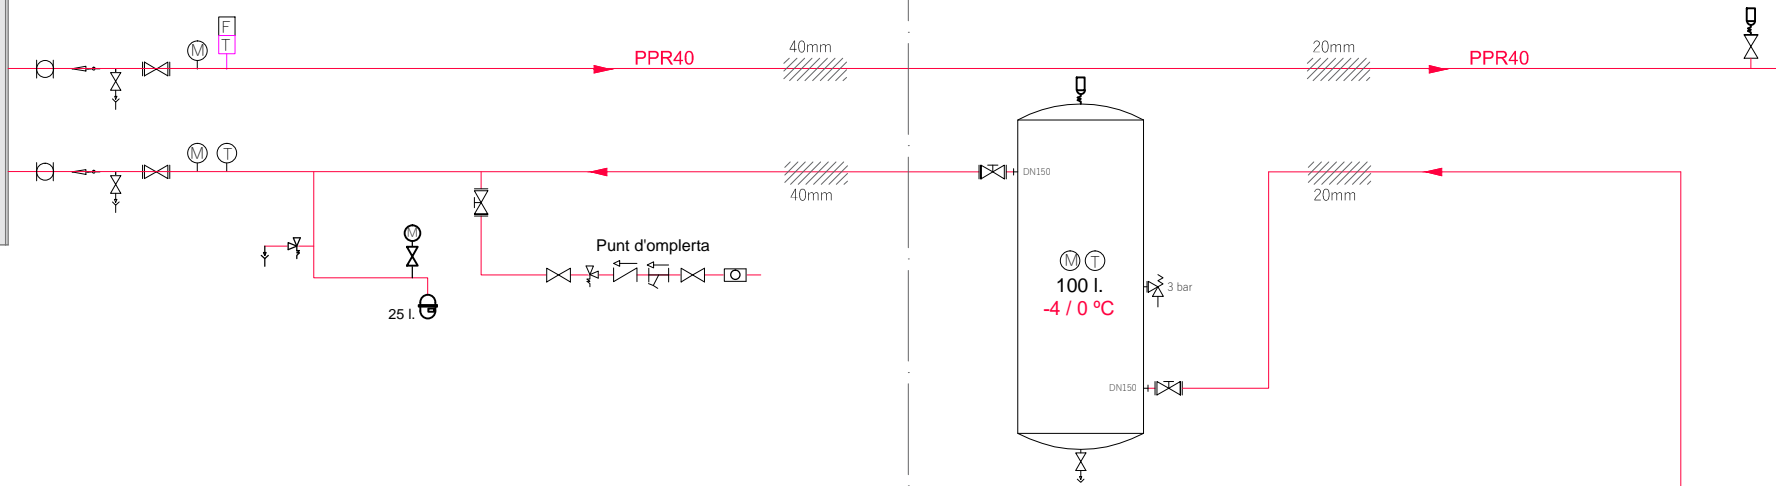 F
T
M
PPR40
40mm
20mm
PPR40
M
T
40mm
DN150
20mm
M
Punt d'omplerta
M T
100 l.
3 bar
-4 / 0 ºC
25 l.
DN150